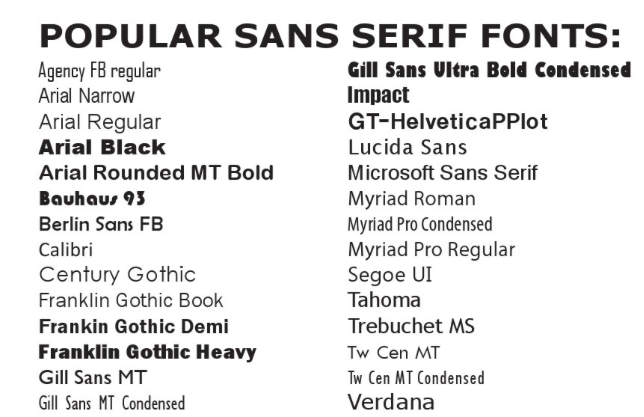 POPULAR SANS SERIF FONTS:
Agency FB regular
Arial Narrow
Arial Regular
Arial Black
Arial Rounded MT Bold
Bauhaus 93
Berlin Sans FB
Calibri
Century Gothic
Franklin Gothic Book
Frankin Gothic Demi
Franklin Gothic Heavy
Gill Sans MT
Gill Sans MT Condensed
Gill Sans Ultra Bold Condensed
Impact
GT-HelveticaPPlot
Lucida Sans
Microsoft Sans Serif
Myriad Roman
Myriad Pro Condensed
Myriad Pro Regular
Segoe UI
Tahoma
Trebuchet MS
Tw Cen MT
Tw Cen MT Condensed
Verdana